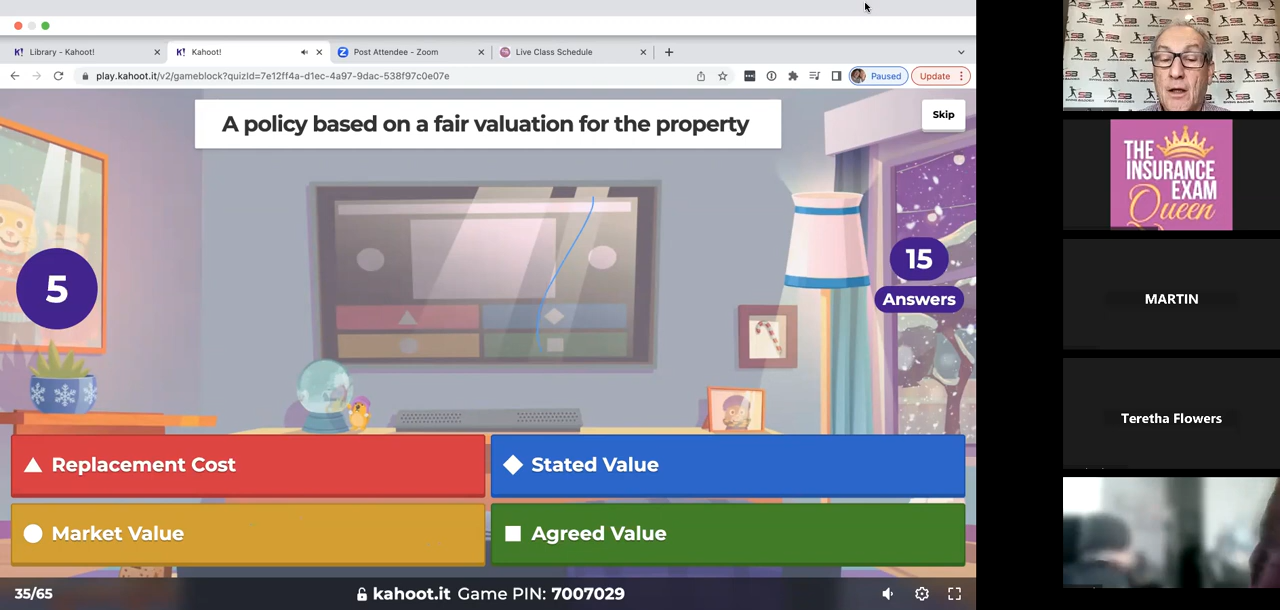 K! Library - Kahoot!
K! Kahoot!
Post Attendee - Zoom
Live Class Schedule
play.kahoot.it/v2/gameblock?quizId=7e12ff4a-d1ec-4a97-9dac-538f97c0e07e
Paused
Update
A policy based on a fair valuation for the property
Skip
5
15
Answers
Replacement Cost
Stated Value
Market Value
Agreed Value
35/65
kahoot.it Game PIN: 7007029
THE
INSURANCE
EXAM
Queen
MARTIN
Teretha Flowers